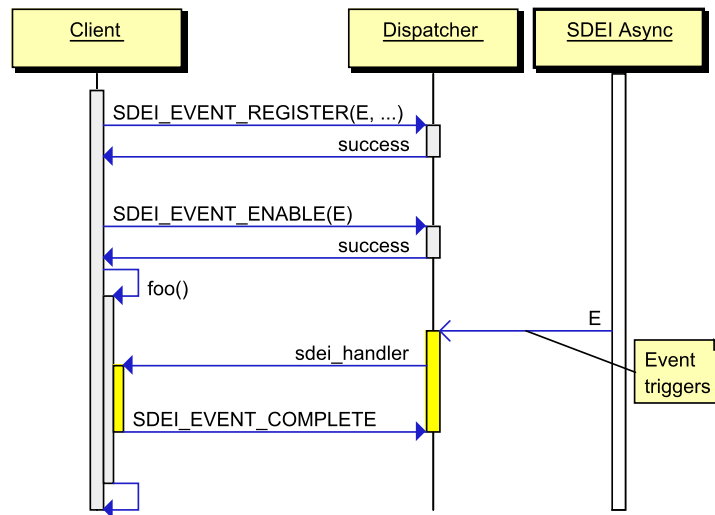 Client
Dispatcher
SDEI Async
SDEI_EVENT_REGISTER(E, ...)
success
SDEI_EVENT_ENABLE(E)
success
foo()
E
sdei_handler
Event
triggers
SDEI_EVENT_COMPLETE